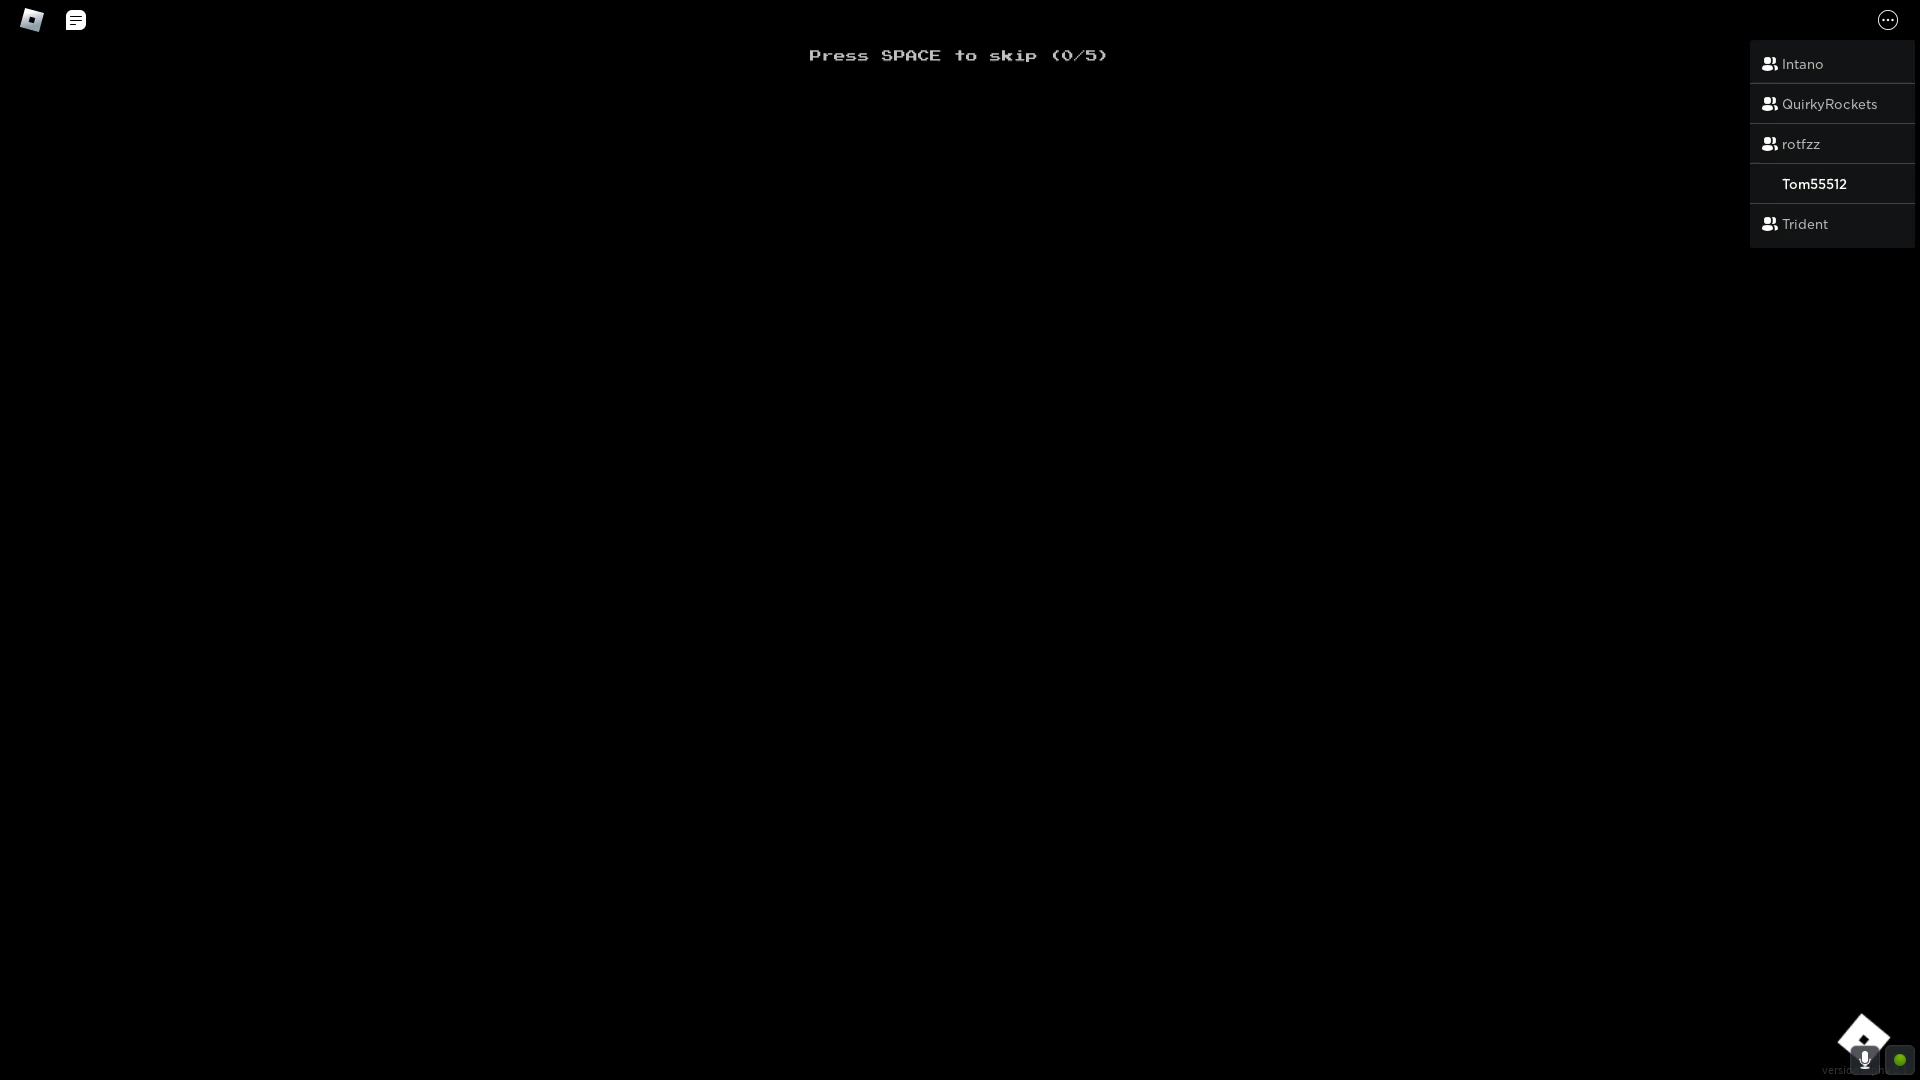 Press SPACE to skip (0/5)
Intano
QuirkyRockets
rotfzz
Tom55512
Trident